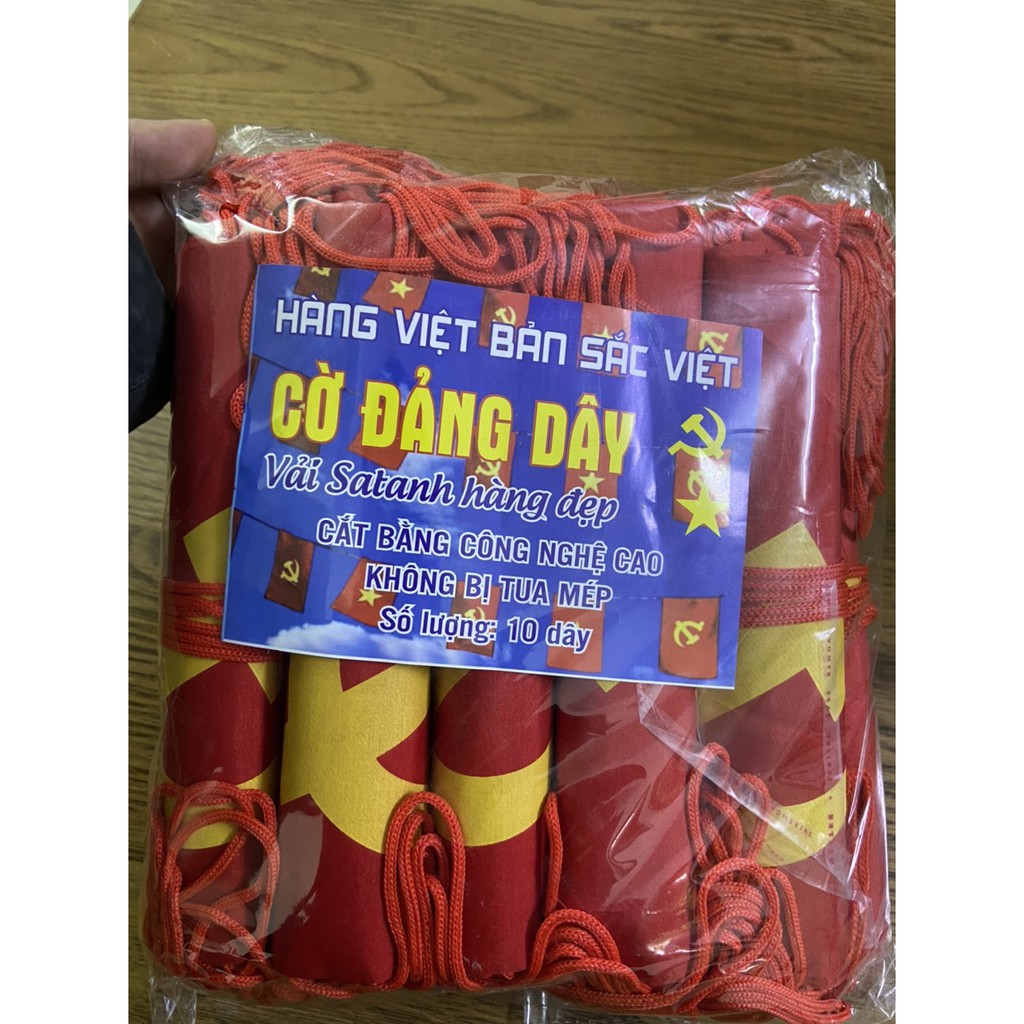 HÀNG VIỆT BẢN SẮC VIỆT
CỜ ĐẢNG DÂY
Vải Satanh hàng đẹp
CẮT BẰNG CÔNG NGHỆ CAO
KHÔNG BỊ TUA MÉP
Số lượng: 10 dây